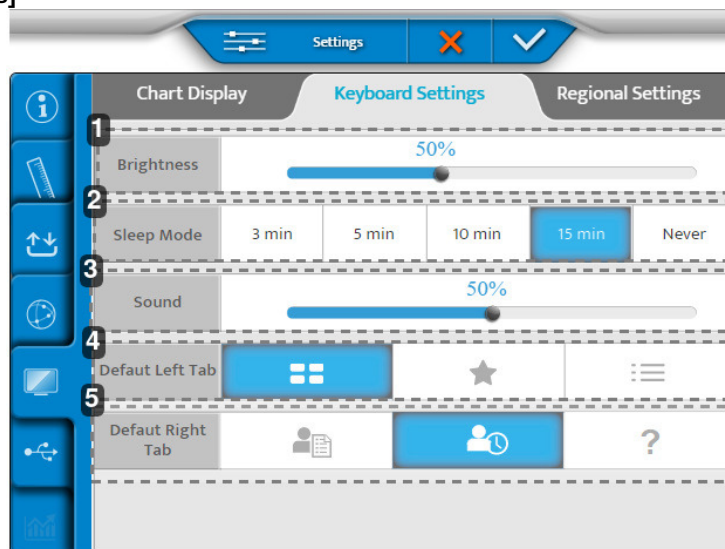 ]
Settings
Chart Display
Keyboard Settings
Regional Settings
1
Brightness
50%
2
Sleep Mode
3 min
5 min
10 min
15 min
Never
3
Sound
50%
4
Defaut Left Tab
5
Defaut Right
Tab
?